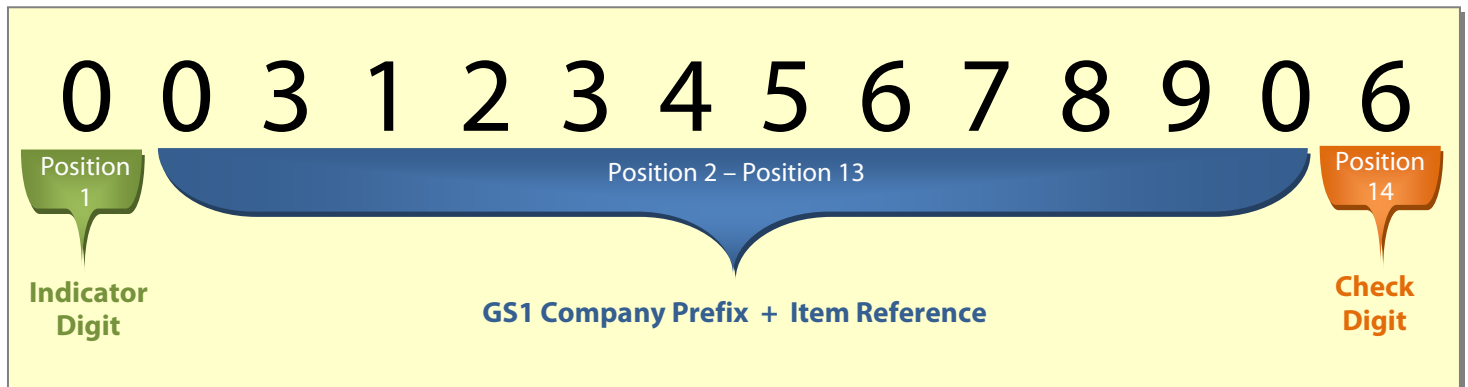 0 0 3 1 2 3 4 5 6 7 8 9 0 6
Position
1
Position 2 – Position 13
Position
14
Indicator
Digit
GS1 Company Prefix + Item Reference
Check
Digit